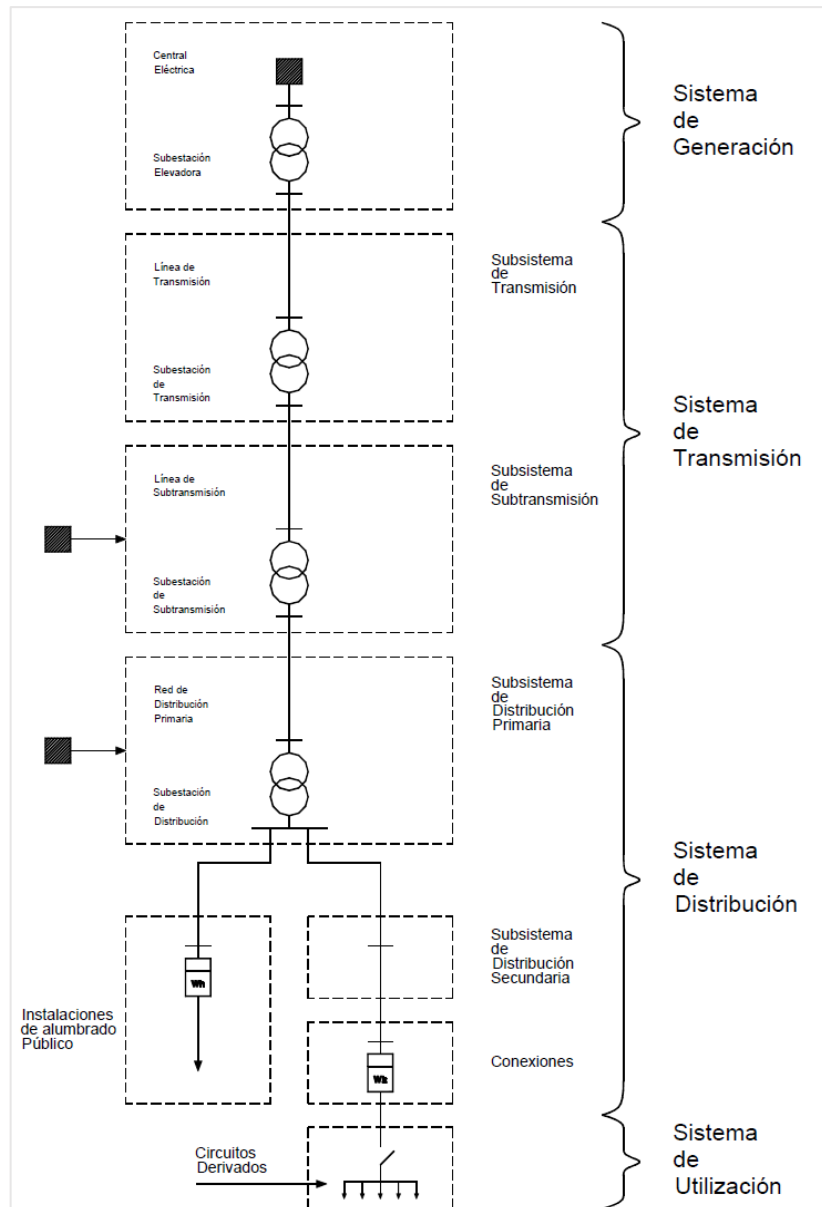 Central
Eléctrica
Subestación
Elevadora
Sistema
de
Generación
Línea de
Transmisión
Subestación
de
Transmisión
Subsistema
de
Transmisión
Sistema
de
Transmisión
Línea de
Subtransmisión
Subestación
de
Subtransmisión
Subsistema
de
Subtransmisión
Red de
Distribución
Primaria
Subestación
de
Distribución
Subsistema
de
Distribución
Primaria
Sistema
de
Distribución
Wh
Instalaciones
de alumbrado
Público
Subsistema
de
Distribución
Secundaria
Conexiones
Circuitos
Derivados
Sistema
de
Utilización